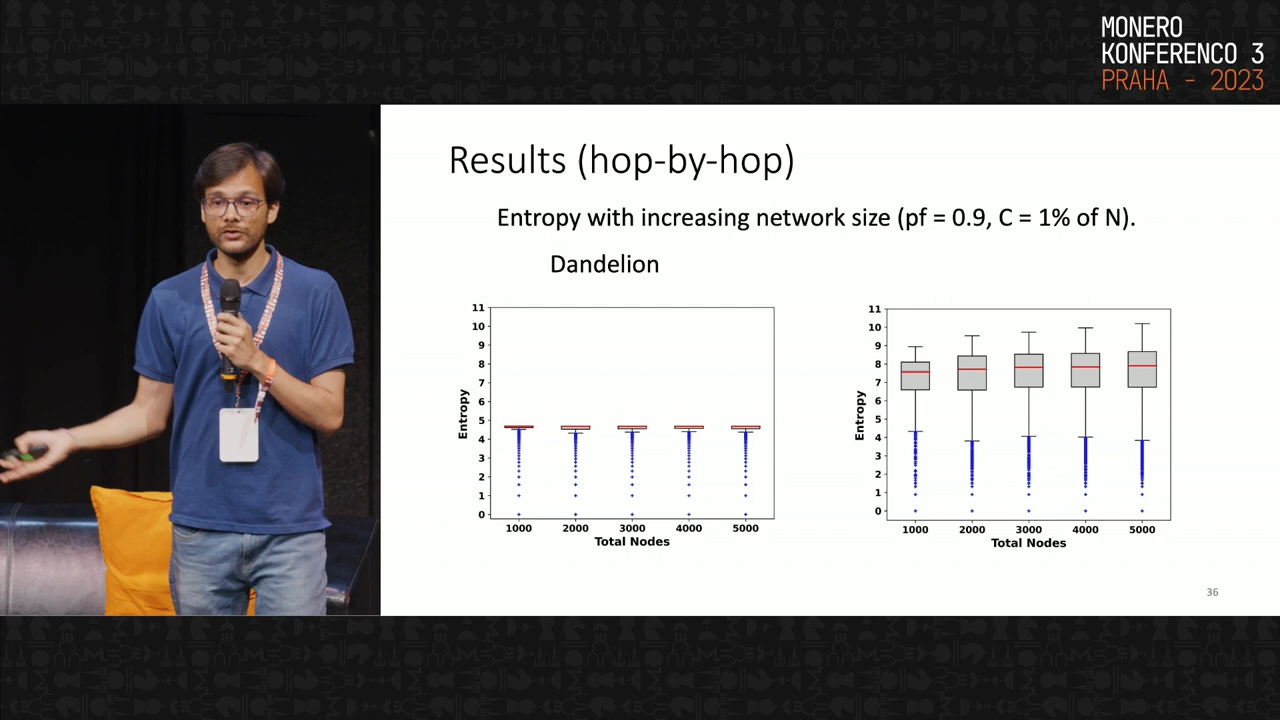 MONERO
KONFERENCO 3
PRAHA - 2023
Results (hop-by-hop)
Entropy with increasing network size (pf = 0.9, C = 1% of N).
Dandelion
11
10
9
8
7
6
5
4
3
2
1
0
Entropy
1000 2000 3000 4000 5000
Total Nodes
11
10
9
8
7
6
5
4
3
2
1
0
Entropy
1000 2000 3000 4000 5000
Total Nodes
36